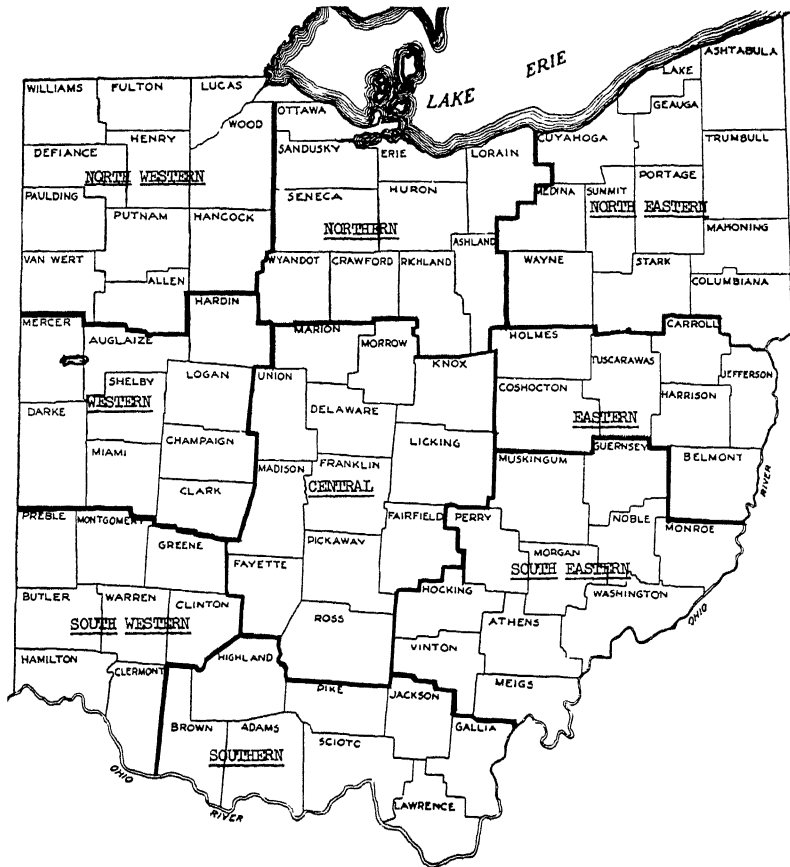 ASHTABULA
LAKE
ERIE
LAKE
GEAUGA
WILLIAMS
FULTON
LUCAS
OTTAWA
WOOD
CUYAHOGA
HENRY
SANDUSKY
ERIE
LORAIN
TRUMBULL
DEFIANCE
NORTH WESTERN
PORTAGE
PAULDING
SENECA
HURON
MEDINA
SUMMIT
NORTH EASTERN
PUTNAM
HANCOCK
NORTHERN
MAHONING
ASHLAND
VAN WERT
WYANDOT
CRAWFORD
RICHLAND
WAYNE
STARK
ALLEN
COLUMBIANA
HARDIN
MERCER
MARION
CARROLL
AUGLAIZE
MORROW
HOLMES
TUSCARAWAS
LOGAN
UNION
KNOX
JEFFERSON
SHELBY
COSHOCTON
WESTERN
DELAWARE
HARRISON
DARKE
EASTERN
CHAMPAIGN
LICKING
MIAMI
GUERNSEY
MADISON
FRANKLIN
MUSKINGUM
BELMONT
CLARK
CENTRAL
RIVER
PREBLE
MONTGOMERY
FAIRFIELD
PERRY
NOBLE
MONROE
GREENE
PICKAWAY
MORGAN
FAYETTE
SOUTH EASTERN
BUTLER
WARREN
HOCKING
WASHINGTON
CLINTON
OHIO
SOUTH WESTERN
ROSS
ATHENS
VINTON
HAMILTON
HIGHLAND
CLERMONT
MEIGS
PIKE
JACKSON
BROWN
ADAMS
GALLIA
SCIOTC
SOUTHERN
OHIO
RIVER
LAWRENCE